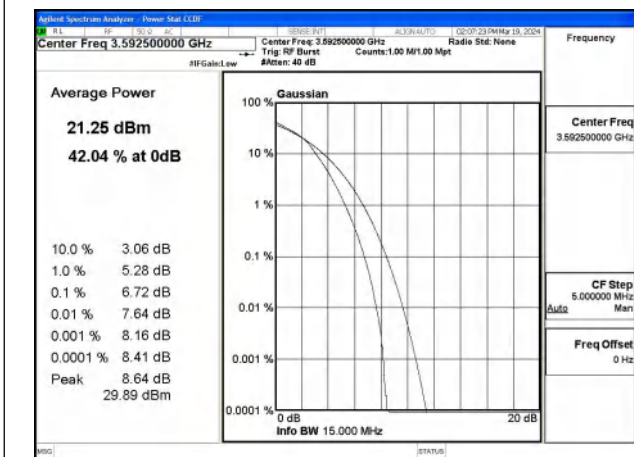 Agilent Spectrum Analyzer - Power Stat CCDF
RL RF 50 Ω AC SENSE:INT ALIGNAUTO 02:07:23 PM Mar 19, 2024
Center Freq 3.592500000 GHz
Center Freq: 3.592500000 GHz Radio Std: None
Trig: RF Burst Counts:1.00 M/1.00 Mpt
#IFGain:Low #Atten: 40 dB
Frequency
Average Power
21.25 dBm
42.04 % at 0dB
10.0 % 3.06 dB
1.0 % 5.28 dB
0.1 % 6.72 dB
0.01 % 7.64 dB
0.001 % 8.16 dB
0.0001 % 8.41 dB
Peak 8.64 dB
29.89 dBm
Gaussian
100 %
10 %
1 %
0.1 %
0.01 %
0.001 %
0.0001 %
0 dB 20 dB
Info BW 15.000 MHz
Center Freq
3.592500000 GHz
CF Step
5.000000 MHz
Auto Man
Freq Offset
0 Hz
MSG STATUS